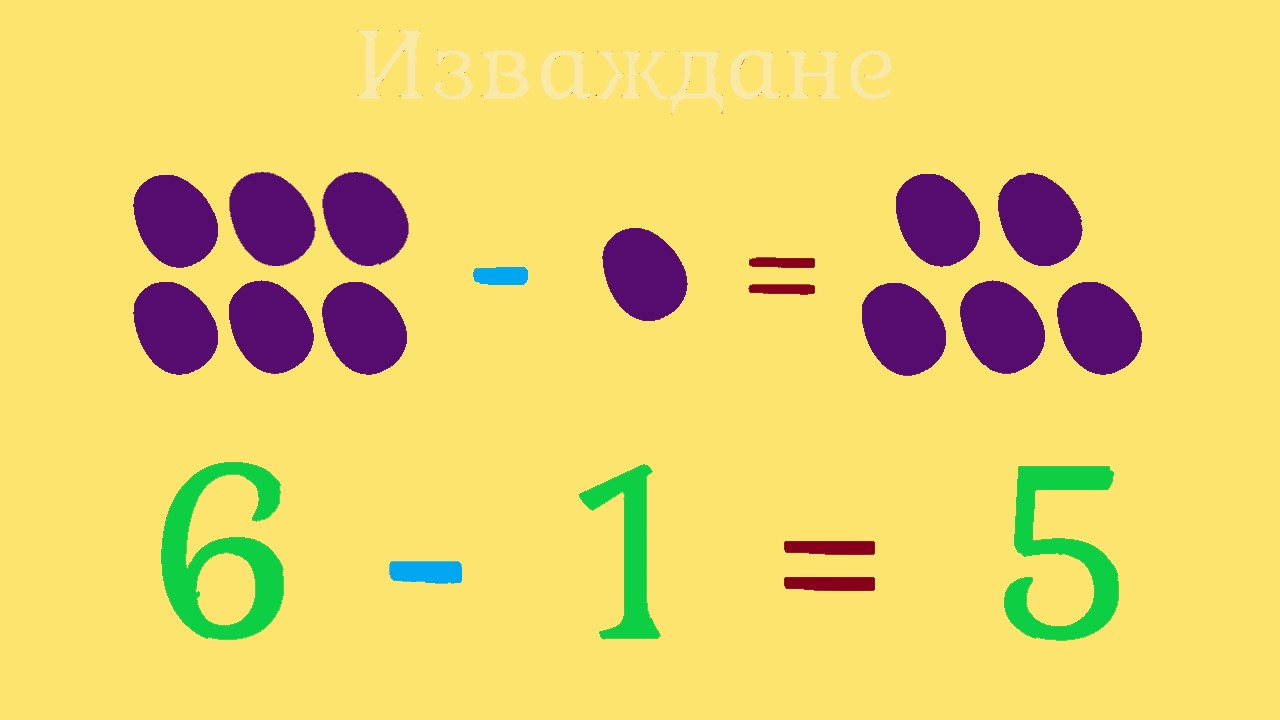 Изваждане
- =
6 - 1 = 5